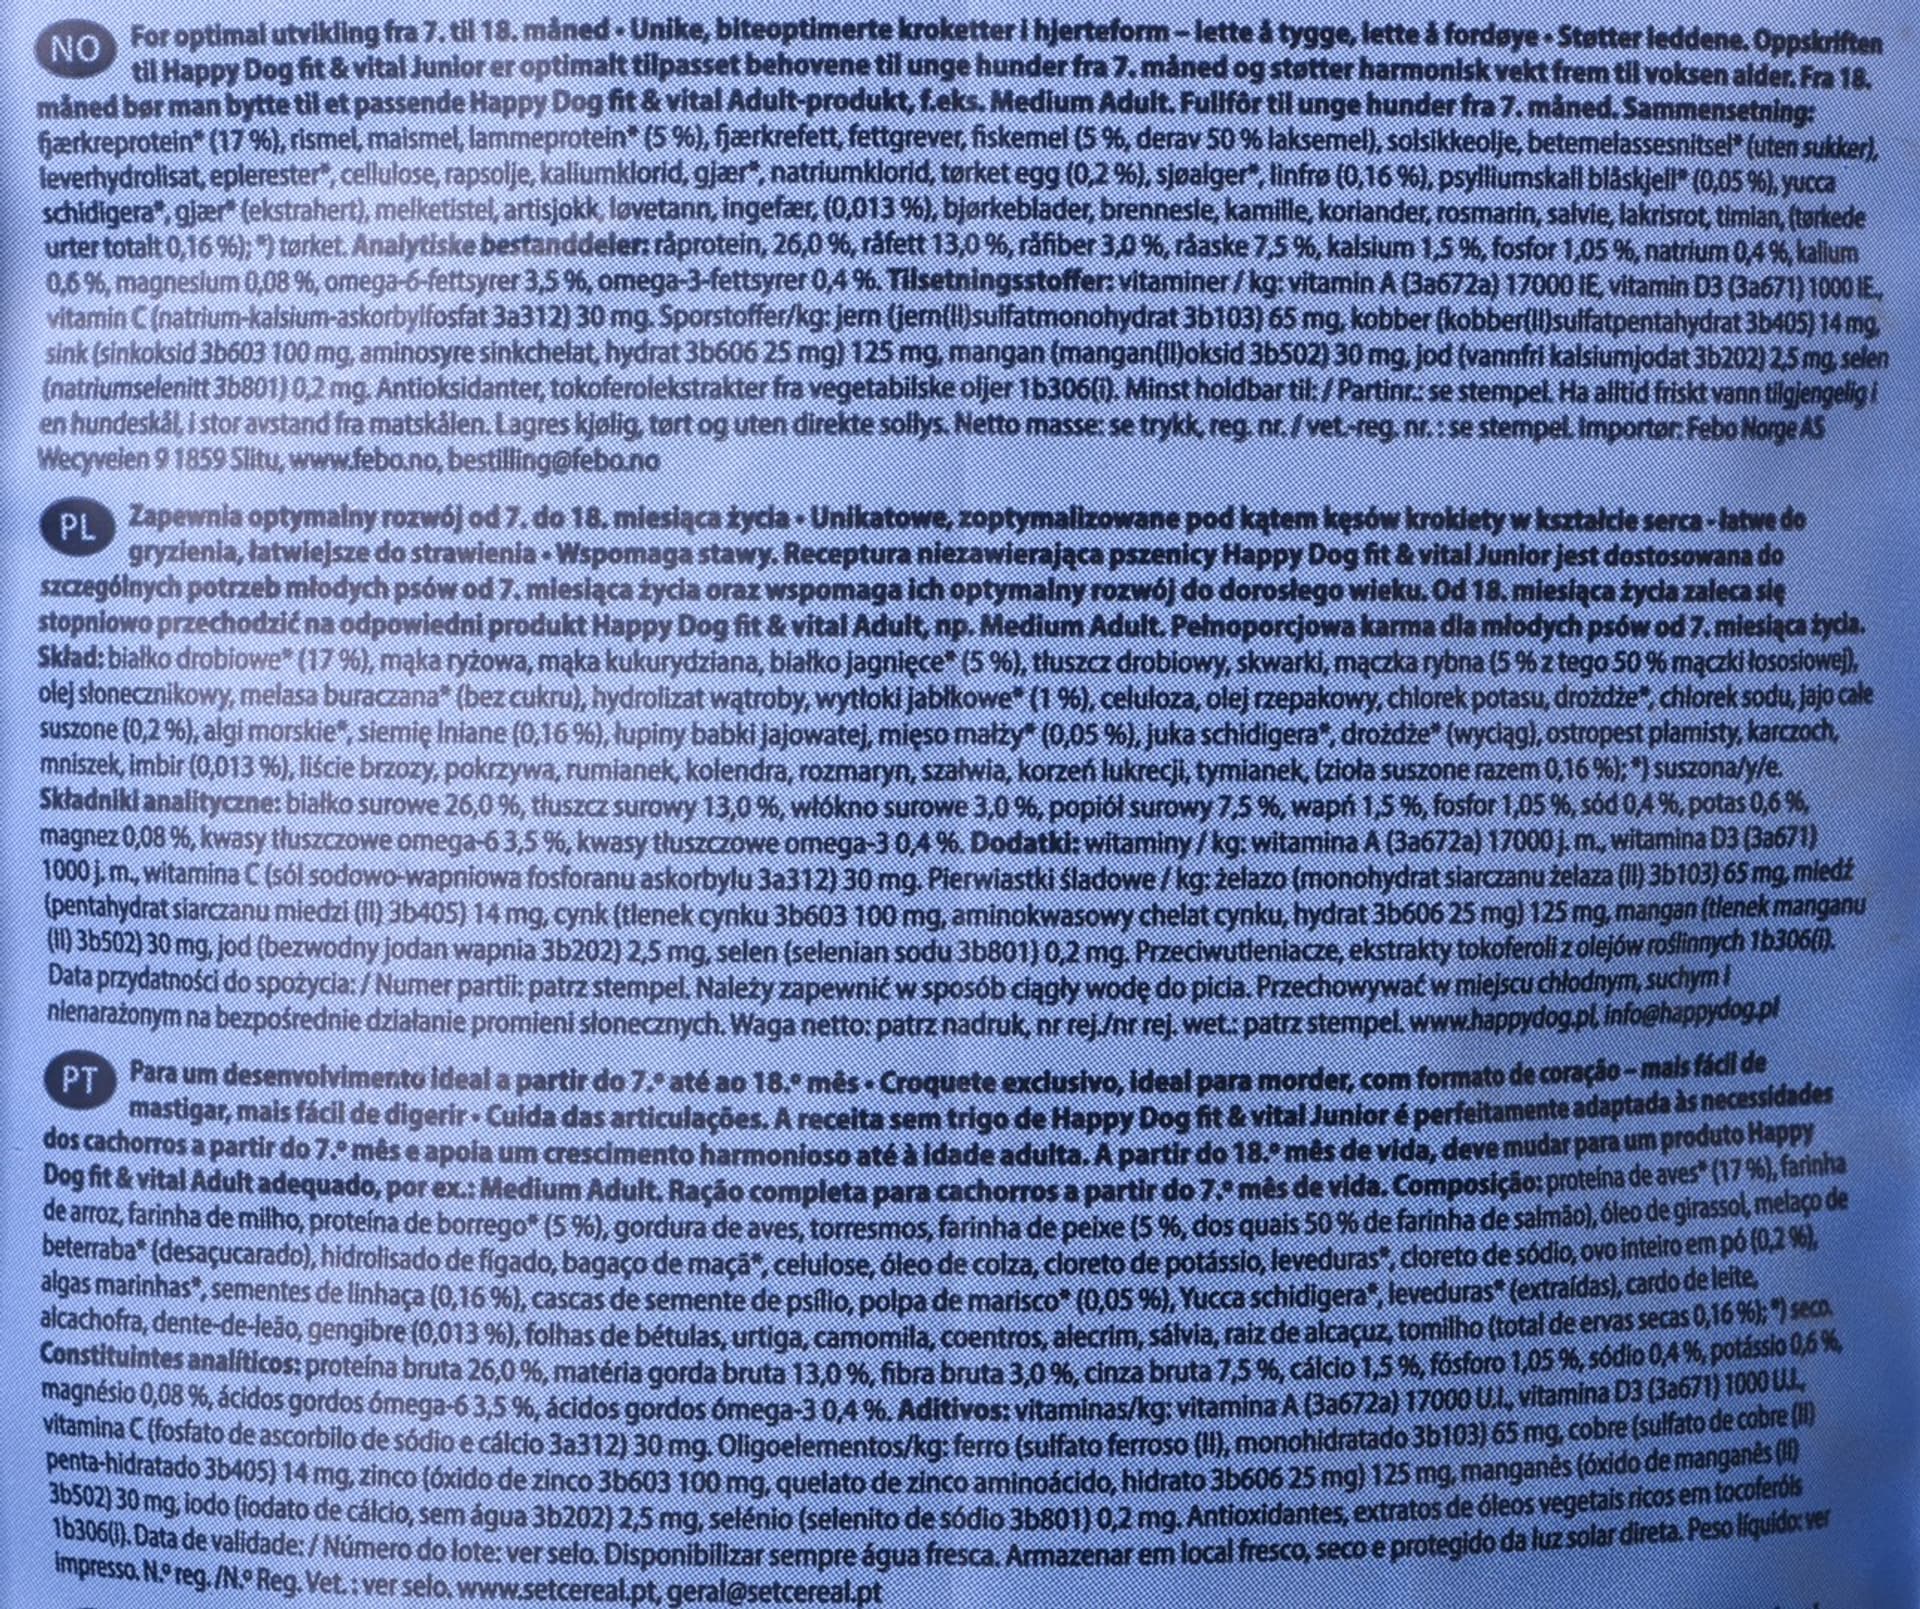 NO For optimal utvikling fra 7. til 18. måned • Unike, biteoptimerte kroketter i hjerteform – lette å tygge, lette å fordøye • Støtter leddene. Oppskriften
til Happy Dog fit & vital Junior er optimalt tilpasset behovene til unge hunder fra 7. måned og støtter harmonisk vekt frem til voksen alder. Fra 18.
måned bør man bytte til et passende Happy Dog fit & vital Adult-produkt, f.eks. Medium Adult. Fullfôr til unge hunder fra 7. måned. Sammensetning:
fjærkreprotein* (17 %), rismel, maismel, lammeprotein* (5 %), fjærkrefett, fettgrever, fiskemel (5 %, derav 50 % laksemel), solsikkeolje, betemelassesnitsel* (uten sukker),
leverhydrolisat, eplerester*, cellulose, rapsolje, kaliumklorid, gjær*, natriumklorid, tørket egg (0,2 %), sjøalger*, linfrø (0,16 %), psylliumskall blåskjell* (0,05 %), yucca
schidigera*, gjær* (ekstrahert), melketistel, artisjokk, løvetann, ingefær, (0,013 %), bjørkeblader, brennesle, kamille, koriander, rosmarin, salvie, lakrisrot, timian, (tørkede
urter totalt 0,16 %); *) tørket. Analytiske bestanddeler: råprotein, 26,0 %, råfett 13,0 %, råfiber 3,0 %, råaske 7,5 %, kalsium 1,5 %, fosfor 1,05 %, natrium 0,4 %, kalium
0,6 %, magnesium 0,08 %, omega-6-fettsyrer 3,5 %, omega-3-fettsyrer 0,4 %. Tilsetningsstoffer: vitaminer / kg: vitamin A (3a672a) 17000 IE, vitamin D3 (3a671) 1000 IE,
vitamin C (natrium-kalsium-askorbylfosfat 3a312) 30 mg. Sporstoffer/kg: jern (jern(II)sulfatmonohydrat 3b103) 65 mg, kobber (kobber(II)sulfatpentahydrat 3b405) 14 mg,
sink (sinkoksid 3b603 100 mg, aminosyre sinkchelat, hydrat 3b606 25 mg) 125 mg, mangan (mangan(II)oksid 3b502) 30 mg, jod (vannfri kalsiumjodat 3b202) 2,5 mg, selen
(natriumselenitt 3b801) 0,2 mg. Antioksidanter, tokoferolekstrakter fra vegetabilske oljer 1b306(i). Minst holdbar til: / Partinr.: se stempel. Ha alltid friskt vann tilgjengelig i
en hundeskål, i stor avstand fra matskålen. Lagres kjølig, tørt og uten direkte sollys. Netto masse: se trykk, reg. nr. / vet.-reg. nr. : se stempel. Importør: Febo Norge AS
Wecyveien 9 1859 Slitu, www.febo.no, bestilling@febo.no
PL Zapewnia optymalny rozwój od 7. do 18. miesiąca życia • Unikatowe, zoptymalizowane pod kątem kęsów krokiety w kształcie serca - łatwe do
gryzienia, łatwiejsze do strawienia • Wspomaga stawy. Receptura niezawierająca pszenicy Happy Dog fit & vital Junior jest dostosowana do
szczególnych potrzeb młodych psów od 7. miesiąca życia oraz wspomaga ich optymalny rozwój do dorosłego wieku. Od 18. miesiąca życia zaleca się
stopniowo przechodzić na odpowiedni produkt Happy Dog fit & vital Adult, np. Medium Adult. Pełnoporcjowa karma dla młodych psów od 7. miesiąca życia.
Skład: białko drobiowe* (17 %), mąka ryżowa, mąka kukurydziana, białko jagnięce* (5 %), tłuszcz drobiowy, skwarki, mączka rybna (5 % z tego 50 % mączki łososiowej),
olej słonecznikowy, melasa buraczana* (bez cukru), hydrolizat wątroby, wytłoki jabłkowe* (1 %), celuloza, olej rzepakowy, chlorek potasu, drożdże*, chlorek sodu, jajo całe
suszone (0,2 %), algi morskie*, siemię lniane (0,16 %), łupiny babki jajowatej, mięso małży* (0,05 %), juka schidigera*, drożdże* (wyciąg), ostropest plamisty, karczoch,
mniszek, imbir (0,013 %), liście brzozy, pokrzywa, rumianek, kolendra, rozmaryn, szałwia, korzeń lukrecji, tymianek, (zioła suszone razem 0,16 %); *) suszona/y/e.
Składniki analityczne: białko surowe 26,0 %, tłuszcz surowy 13,0 %, włókno surowe 3,0 %, popiół surowy 7,5 %, wapń 1,5 %, fosfor 1,05 %, sód 0,4 %, potas 0,6 %,
magnez 0,08 %, kwasy tłuszczowe omega-6 3,5 %, kwasy tłuszczowe omega-3 0,4 %. Dodatki: witaminy / kg: witamina A (3a672a) 17000 j. m., witamina D3 (3a671)
1000 j. m., witamina C (sól sodowo-wapniowa fosforanu askorbylu 3a312) 30 mg. Pierwiastki śladowe / kg: żelazo (monohydrat siarczanu żelaza (II) 3b103) 65 mg, miedź
(pentahydrat siarczanu miedzi (II) 3b405) 14 mg, cynk (tlenek cynku 3b603 100 mg, aminokwasowy chelat cynku, hydrat 3b606 25 mg) 125 mg, mangan (tlenek manganu
(II) 3b502) 30 mg, jod (bezwodny jodan wapnia 3b202) 2,5 mg, selen (selenian sodu 3b801) 0,2 mg. Przeciwutleniacze, ekstrakty tokoferoli z olejów roślinnych 1b306(i).
Data przydatności do spożycia: / Numer partii: patrz stempel. Należy zapewnić w sposób ciągły wodę do picia. Przechowywać w miejscu chłodnym, suchym i
nienarażonym na bezpośrednie działanie promieni słonecznych. Waga netto: patrz nadruk, nr rej./nr rej. wet.: patrz stempel. www.happydog.pl, info@happydog.pl
PT Para um desenvolvimento ideal a partir do 7.º até ao 18.º mês • Croquete exclusivo, ideal para morder, com formato de coração – mais fácil de
mastigar, mais fácil de digerir • Cuida das articulações. A receita sem trigo de Happy Dog fit & vital Junior é perfeitamente adaptada às necessidades
dos cachorros a partir do 7.º mês e apoia um crescimento harmonioso até à idade adulta. A partir do 18.º mês de vida, deve mudar para um produto Happy
Dog fit & vital Adult adequado, por ex.: Medium Adult. Ração completa para cachorros a partir do 7.º mês de vida. Composição: proteína de aves* (17 %), farinha
de arroz, farinha de milho, proteína de borrego* (5 %), gordura de aves, torresmos, farinha de peixe (5 %, dos quais 50 % de farinha de salmão), óleo de girassol, melaço de
beterraba* (desaçucarado), hidrolisado de fígado, bagaço de maçã*, celulose, óleo de colza, cloreto de potássio, leveduras*, cloreto de sódio, ovo inteiro em pó (0,2 %),
algas marinhas*, sementes de linhaça (0,16 %), cascas de semente de psílio, polpa de marisco* (0,05 %), Yucca schidigera*, leveduras* (extraídas), cardo de leite,
alcachofra, dente-de-leão, gengibre (0,013 %), folhas de bétulas, urtiga, camomila, coentros, alecrim, sálvia, raiz de alcaçuz, tomilho (total de ervas secas 0,16 %); *) seco.
Constituintes analíticos: proteína bruta 26,0 %, matéria gorda bruta 13,0 %, fibra bruta 3,0 %, cinza bruta 7,5 %, cálcio 1,5 %, fósforo 1,05 %, sódio 0,4 %, potássio 0,6 %,
magnésio 0,08 %, ácidos gordos ómega-6 3,5 %, ácidos gordos ómega-3 0,4 %. Aditivos: vitaminas/kg: vitamina A (3a672a) 17000 U.I., vitamina D3 (3a671) 1000 U.I.,
vitamina C (fosfato de ascorbilo de sódio e cálcio 3a312) 30 mg. Oligoelementos/kg: ferro (sulfato ferroso (II), monohidratado 3b103) 65 mg, cobre (sulfato de cobre (II)
penta-hidratado 3b405) 14 mg, zinco (óxido de zinco 3b603 100 mg, quelato de zinco aminoácido, hidrato 3b606 25 mg) 125 mg, manganês (óxido de manganês (II)
3b502) 30 mg, iodo (iodato de cálcio, sem água 3b202) 2,5 mg, selénio (selenito de sódio 3b801) 0,2 mg. Antioxidantes, extratos de óleos vegetais ricos em tocoferóis
1b306(i). Data de validade: / Número do lote: ver selo. Disponibilizar sempre água fresca. Armazenar em local fresco, seco e protegido da luz solar direta. Peso líquido: ver
impresso. N.º reg. /N.º Reg. Vet. : ver selo. www.setcereal.pt, geral@setcereal.pt